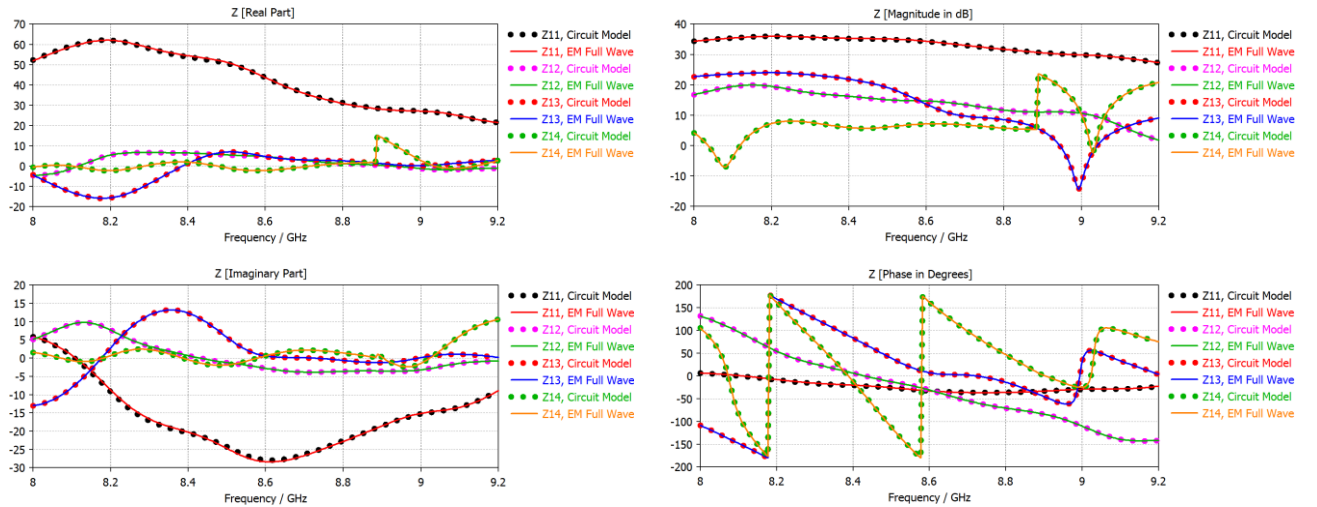 Z [Real Part]
70
60
50
40
30
20
10
0
-10
-20
8
8.2
8.4
8.6
8.8
9
9.2
Frequency / GHz
Z11, Circuit Model
Z11, EM Full Wave
Z12, Circuit Model
Z12, EM Full Wave
Z13, Circuit Model
Z13, EM Full Wave
Z14, Circuit Model
Z14, EM Full Wave
Z [Magnitude in dB]
40
30
20
10
0
-10
-20
8
8.2
8.4
8.6
8.8
9
9.2
Frequency / GHz
Z11, Circuit Model
Z11, EM Full Wave
Z12, Circuit Model
Z12, EM Full Wave
Z13, Circuit Model
Z13, EM Full Wave
Z14, Circuit Model
Z14, EM Full Wave
Z [Imaginary Part]
20
15
10
5
0
-5
-10
-15
-20
-25
-30
8
8.2
8.4
8.6
8.8
9
9.2
Frequency / GHz
Z11, Circuit Model
Z11, EM Full Wave
Z12, Circuit Model
Z12, EM Full Wave
Z13, Circuit Model
Z13, EM Full Wave
Z14, Circuit Model
Z14, EM Full Wave
Z [Phase in Degrees]
200
150
100
50
0
-50
-100
-150
-200
8
8.2
8.4
8.6
8.8
9
9.2
Frequency / GHz
Z11, Circuit Model
Z11, EM Full Wave
Z12, Circuit Model
Z12, EM Full Wave
Z13, Circuit Model
Z13, EM Full Wave
Z14, Circuit Model
Z14, EM Full Wave